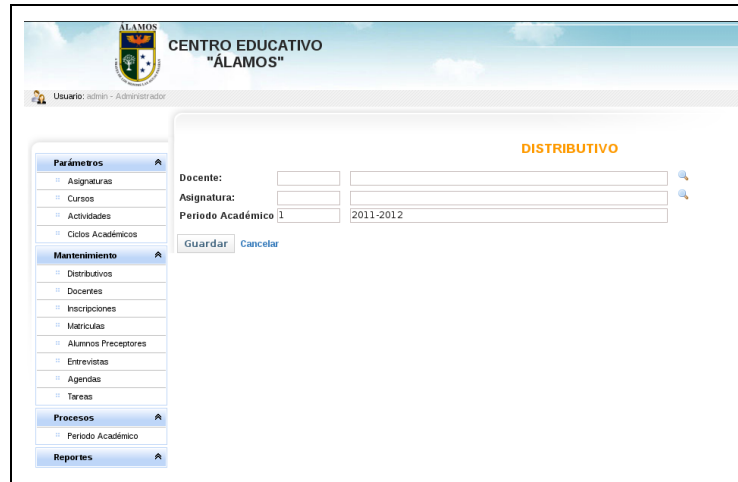 ÁLAMOS
CENTRO EDUCATIVO
"ÁLAMOS"
Usuario: admin - Administrador
DISTRIBUTIVO
Parámetros
Asignaturas
Cursos
Actividades
Ciclos Académicos
Mantenimiento
Distributivos
Docentes
Inscripciones
Matriculas
Alumnos Preceptores
Entrevistas
Agendas
Tareas
Procesos
Periodo Académico
Reportes
Docente:
Asignatura:
Periodo Académico 1 2011-2012
Guardar Cancelar